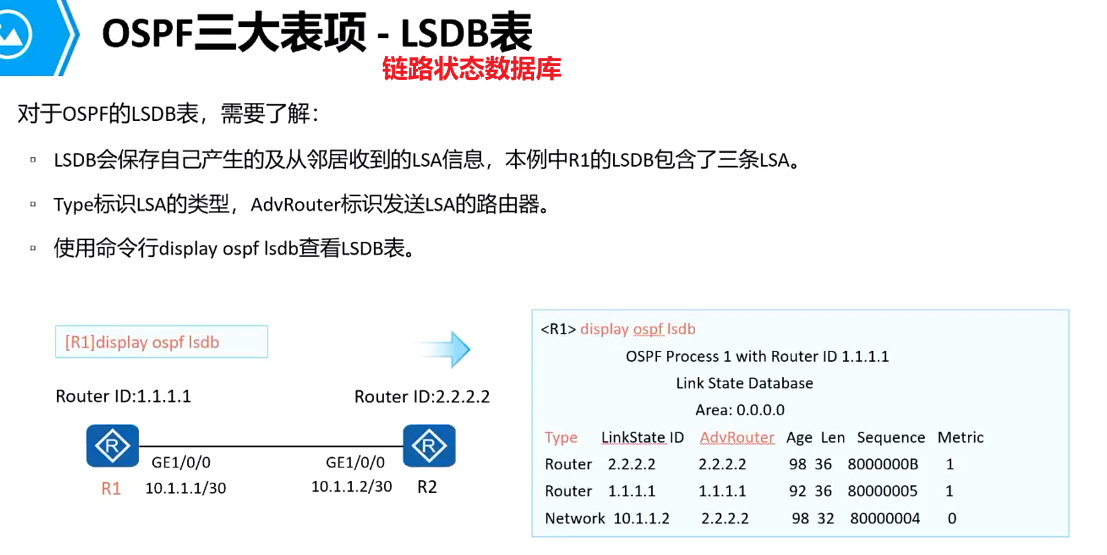 OSPF三大表项 - LSDB表
链路状态数据库
对于OSPF的LSDB表，需要了解：
▫ LSDB会保存自己产生的及从邻居收到的LSA信息，本例中R1的LSDB包含了三条LSA。
▫ Type标识LSA的类型，AdvRouter标识发送LSA的路由器。
▫ 使用命令行display ospf lsdb查看LSDB表。
[R1]display ospf lsdb
Router ID:1.1.1.1 Router ID:2.2.2.2
R R
GE1/0/0 GE1/0/0
R1 10.1.1.1/30 10.1.1.2/30 R2
<R1> display ospf lsdb
OSPF Process 1 with Router ID 1.1.1.1
Link State Database
Area: 0.0.0.0
Type LinkState ID AdvRouter Age Len Sequence Metric
Router 2.2.2.2 2.2.2.2 98 36 8000000B 1
Router 1.1.1.1 1.1.1.1 92 36 80000005 1
Network 10.1.1.2 2.2.2.2 98 32 80000004 0